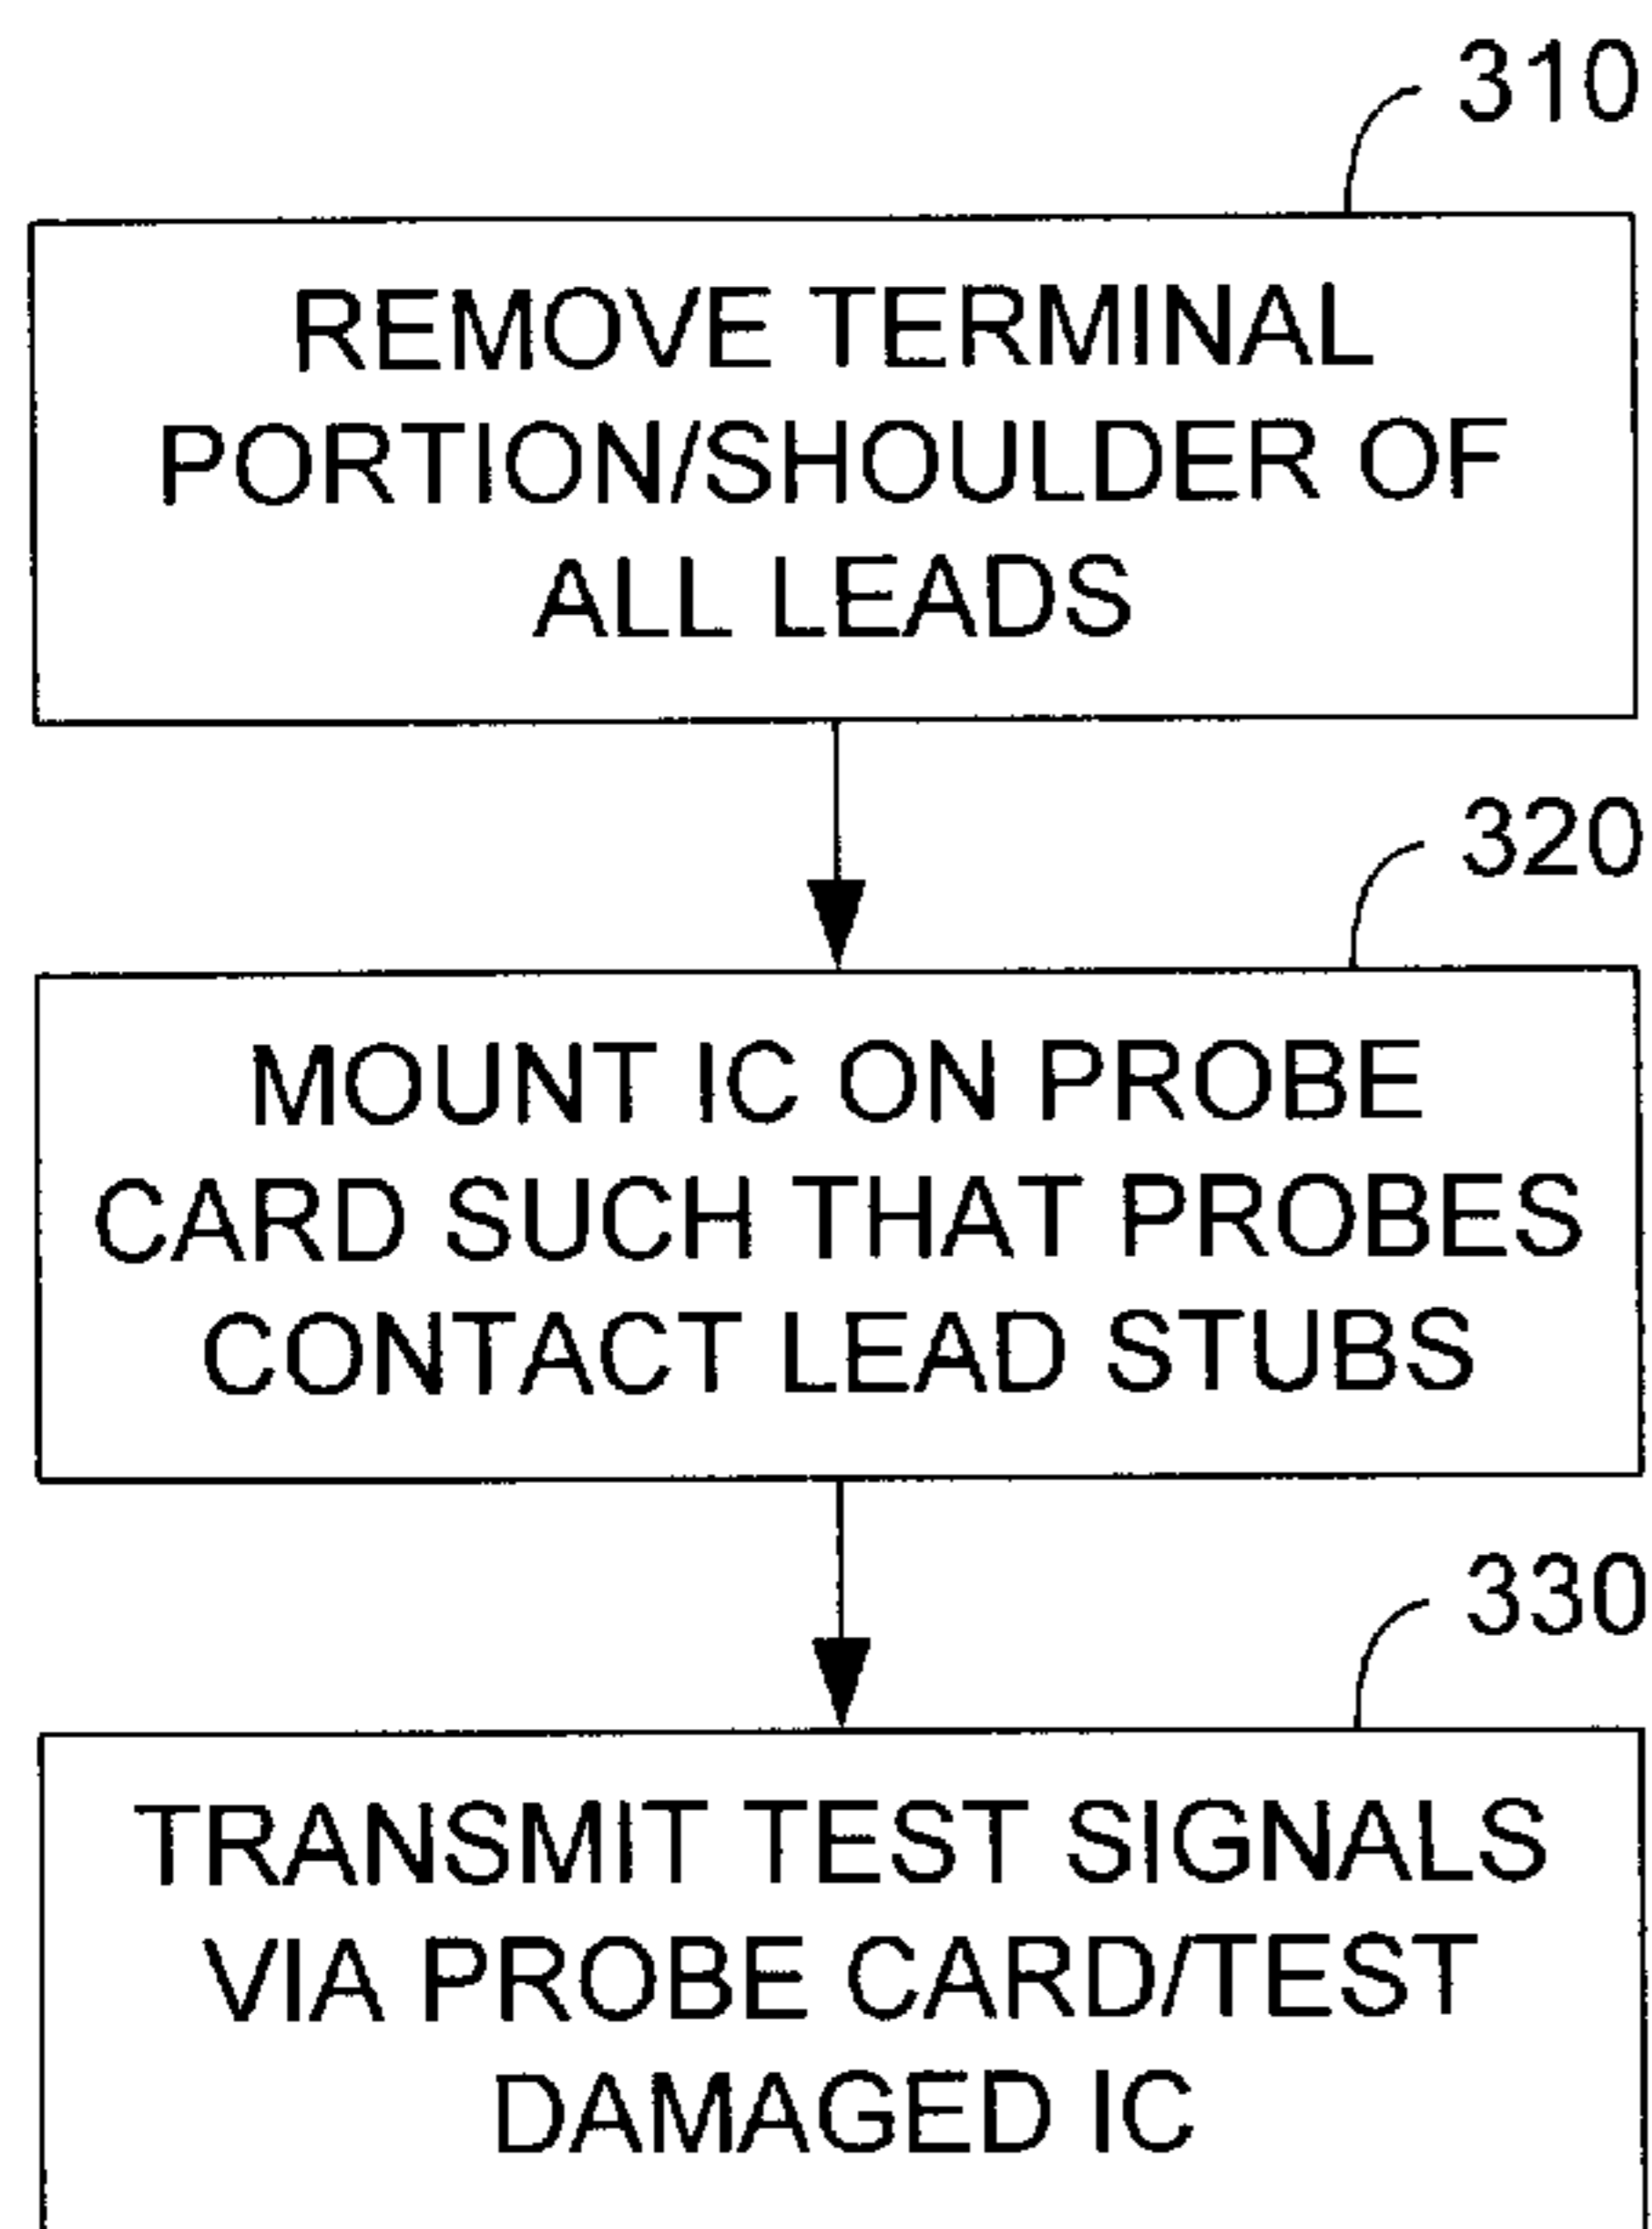 310
REMOVE TERMINAL
PORTION/SHOULDER OF
ALL LEADS
320
MOUNT IC ON PROBE
CARD SUCH THAT PROBES
CONTACT LEAD STUBS
330
TRANSMIT TEST SIGNALS
VIA PROBE CARD/TEST
DAMAGED IC